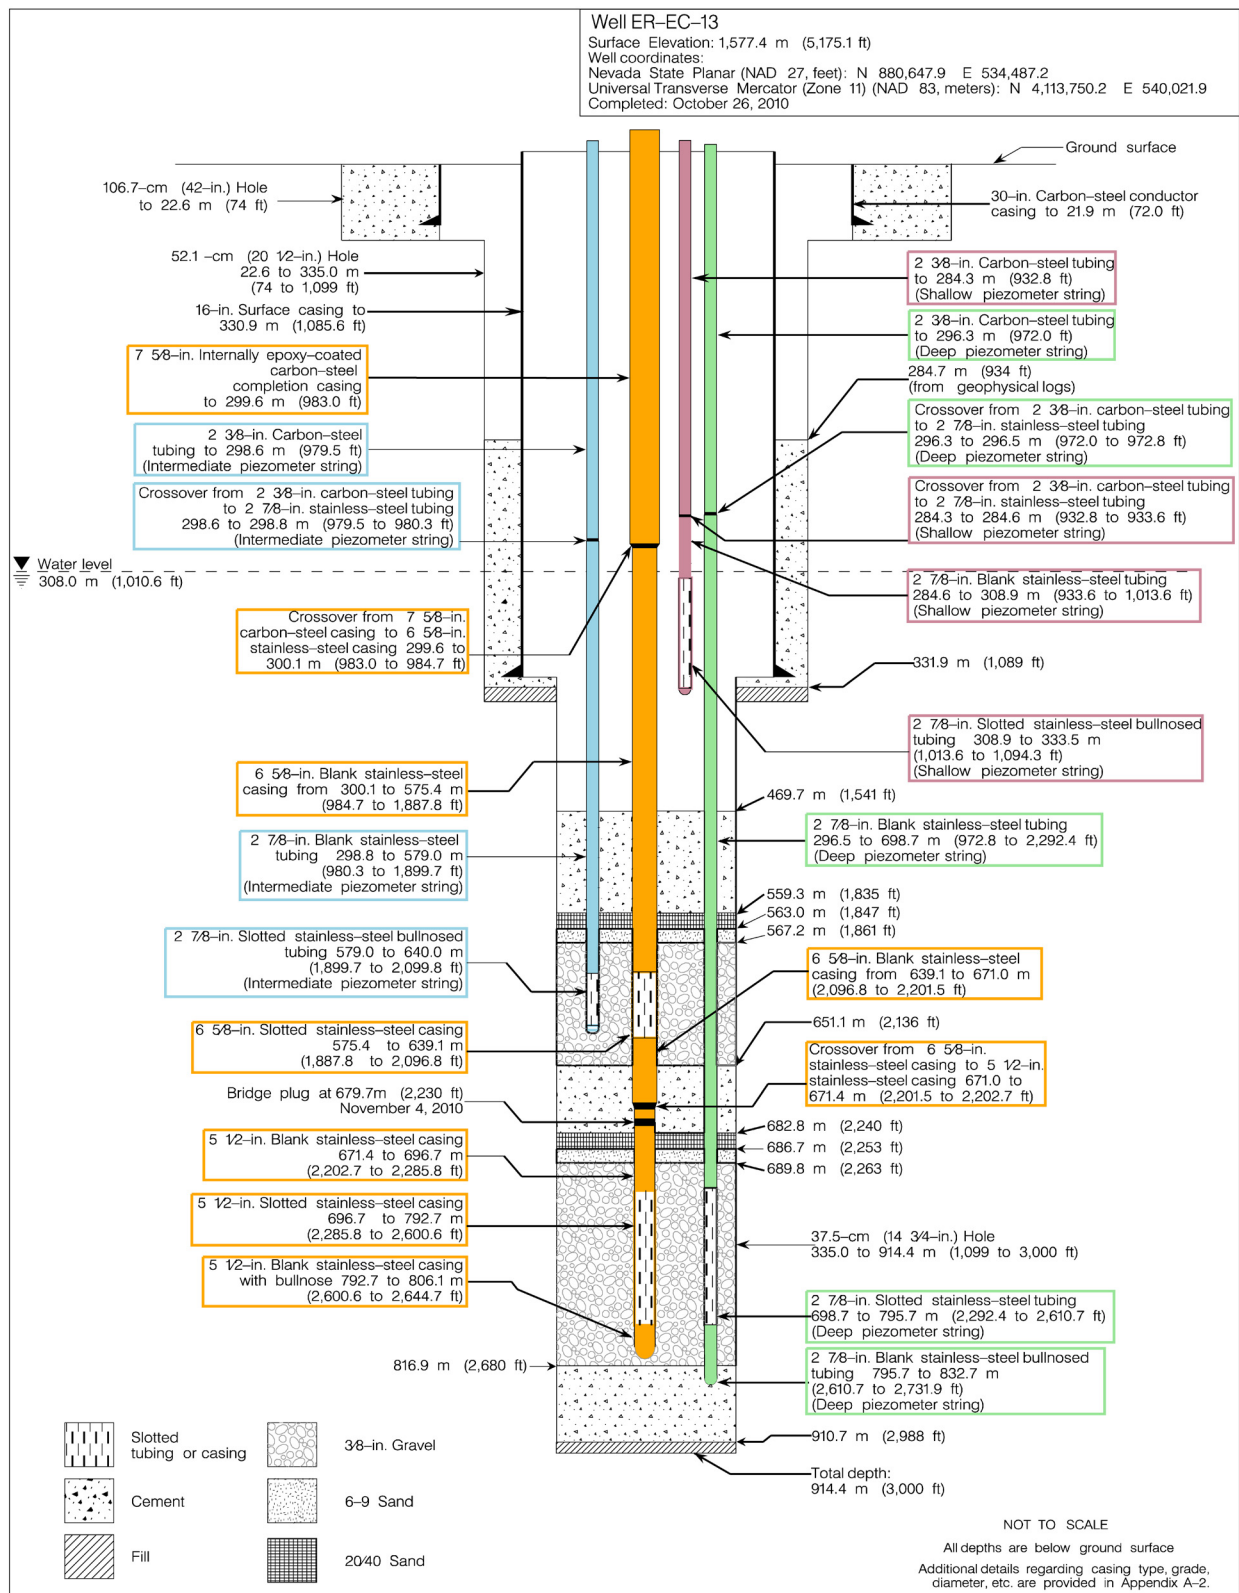 Well ER–EC–13
Surface Elevation: 1,577.4 m (5,175.1 ft)
Well coordinates:
Nevada State Planar (NAD 27, feet): N 880,647.9 E 534,487.2
Universal Transverse Mercator (Zone 11) (NAD 83, meters): N 4,113,750.2 E 540,021.9
Completed: October 26, 2010
Ground surface
106.7–cm (42–in.) Hole
to 22.6 m (74 ft)
30–in. Carbon–steel conductor
casing to 21.9 m (72.0 ft)
52.1 –cm (20 1⁄2–in.) Hole
22.6 to 335.0 m
(74 to 1,099 ft)
16–in. Surface casing to
330.9 m (1,085.6 ft)
7 5⁄8–in. Internally epoxy–coated
carbon–steel
completion casing
to 299.6 m (983.0 ft)
2 3⁄8–in. Carbon–steel
tubing to 298.6 m (979.5 ft)
(Intermediate piezometer string)
Crossover from 2 3⁄8–in. carbon–steel tubing
to 2 7⁄8–in. stainless–steel tubing
298.6 to 298.8 m (979.5 to 980.3 ft)
(Intermediate piezometer string)
Water level
308.0 m (1,010.6 ft)
Crossover from 7 5⁄8–in.
carbon–steel casing to 6 5⁄8–in.
stainless–steel casing 299.6 to
300.1 m (983.0 to 984.7 ft)
6 5⁄8–in. Blank stainless–steel
casing from 300.1 to 575.4 m
(984.7 to 1,887.8 ft)
2 7⁄8–in. Blank stainless–steel
tubing 298.8 to 579.0 m
(980.3 to 1,899.7 ft)
(Intermediate piezometer string)
2 7⁄8–in. Slotted stainless–steel bullnosed
tubing 579.0 to 640.0 m
(1,899.7 to 2,099.8 ft)
(Intermediate piezometer string)
6 5⁄8–in. Slotted stainless–steel casing
575.4 to 639.1 m
(1,887.8 to 2,096.8 ft)
Bridge plug at 679.7m (2,230 ft)
November 4, 2010
5 1⁄2–in. Blank stainless–steel casing
671.4 to 696.7 m
(2,202.7 to 2,285.8 ft)
5 1⁄2–in. Slotted stainless–steel casing
696.7 to 792.7 m
(2,285.8 to 2,600.6 ft)
5 1⁄2–in. Blank stainless–steel casing
with bullnose 792.7 to 806.1 m
(2,600.6 to 2,644.7 ft)
816.9 m (2,680 ft)
2 3⁄8–in. Carbon–steel tubing
to 284.3 m (932.8 ft)
(Shallow piezometer string)
2 3⁄8–in. Carbon–steel tubing
to 296.3 m (972.0 ft)
(Deep piezometer string)
284.7 m (934 ft)
(from geophysical logs)
Crossover from 2 3⁄8–in. carbon–steel tubing
to 2 7⁄8–in. stainless–steel tubing
296.3 to 296.5 m (972.0 to 972.8 ft)
(Deep piezometer string)
Crossover from 2 3⁄8–in. carbon–steel tubing
to 2 7⁄8–in. stainless–steel tubing
284.3 to 284.6 m (932.8 to 933.6 ft)
(Shallow piezometer string)
2 7⁄8–in. Blank stainless–steel tubing
284.6 to 308.9 m (933.6 to 1,013.6 ft)
(Shallow piezometer string)
331.9 m (1,089 ft)
2 7⁄8–in. Slotted stainless–steel bullnosed
tubing 308.9 to 333.5 m
(1,013.6 to 1,094.3 ft)
(Shallow piezometer string)
469.7 m (1,541 ft)
2 7⁄8–in. Blank stainless–steel tubing
296.5 to 698.7 m (972.8 to 2,292.4 ft)
(Deep piezometer string)
559.3 m (1,835 ft)
563.0 m (1,847 ft)
567.2 m (1,861 ft)
6 5⁄8–in. Blank stainless–steel
casing from 639.1 to 671.0 m
(2,096.8 to 2,201.5 ft)
651.1 m (2,136 ft)
Crossover from 6 5⁄8–in.
stainless–steel casing to 5 1⁄2–in.
stainless–steel casing 671.0 to
671.4 m (2,201.5 to 2,202.7 ft)
682.8 m (2,240 ft)
686.7 m (2,253 ft)
689.8 m (2,263 ft)
37.5–cm (14 3⁄4–in.) Hole
335.0 to 914.4 m (1,099 to 3,000 ft)
2 7⁄8–in. Slotted stainless–steel tubing
698.7 to 795.7 m (2,292.4 to 2,610.7 ft)
(Deep piezometer string)
2 7⁄8–in. Blank stainless–steel bullnosed
tubing 795.7 to 832.7 m
(2,610.7 to 2,731.9 ft)
(Deep piezometer string)
910.7 m (2,988 ft)
Total depth:
914.4 m (3,000 ft)
Slotted
tubing or casing
3⁄8–in. Gravel
Cement
6–9 Sand
Fill
20⁄40 Sand
NOT TO SCALE
All depths are below ground surface
Additional details regarding casing type, grade,
diameter, etc. are provided in Appendix A–2.